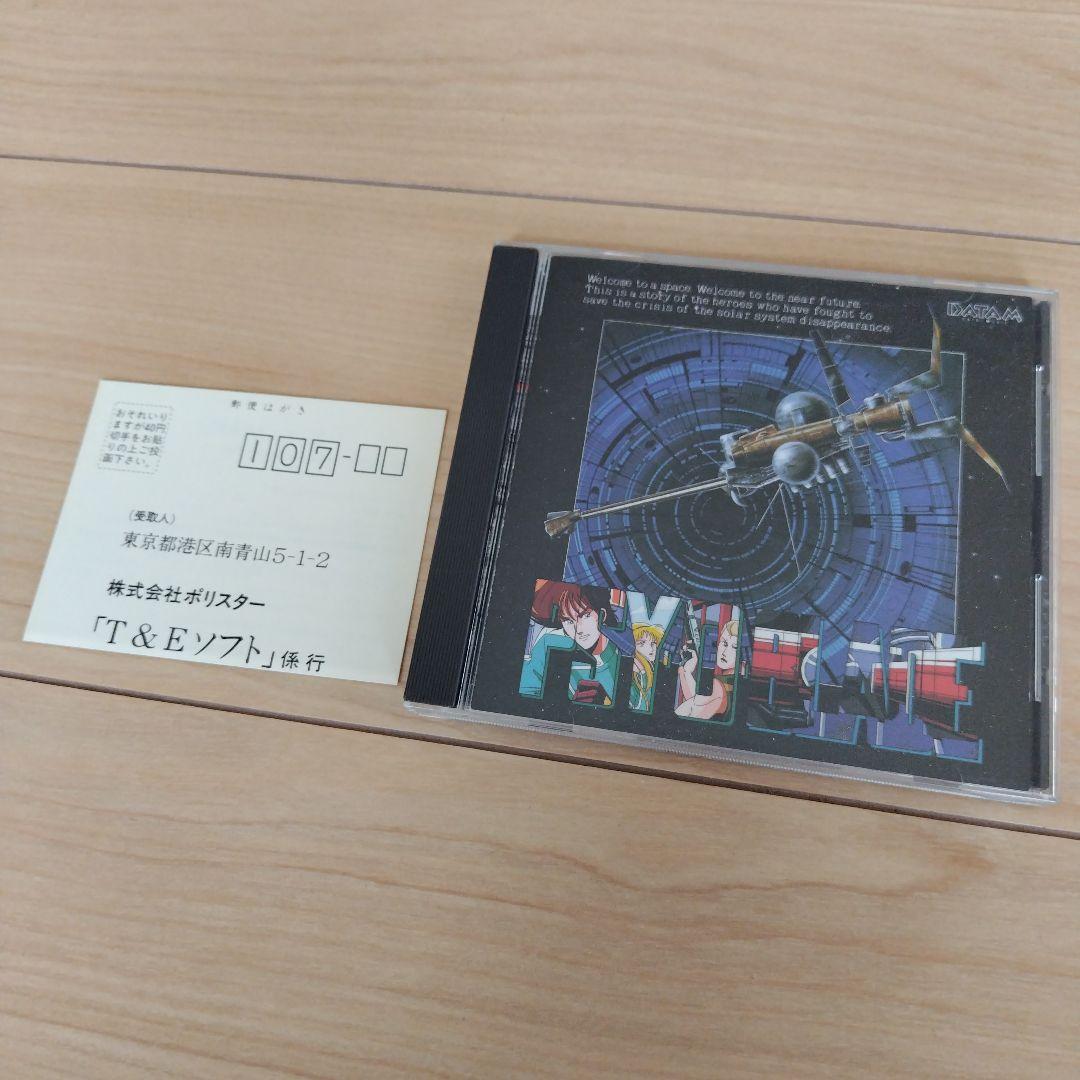 郵便はがき
おそれいり
ますが40円
切手をお貼
りの上ご投
函下さい。
107-
(受取人)
東京都港区南青山5-1-2
株式会社ポリスター
「T&Eソフト」係行
Welcome to a space. Welcome to the near future.
This is a story of the heroes who have fought to
save the crisis of the solar system disappearance.
DATAM
PSYO BLADE